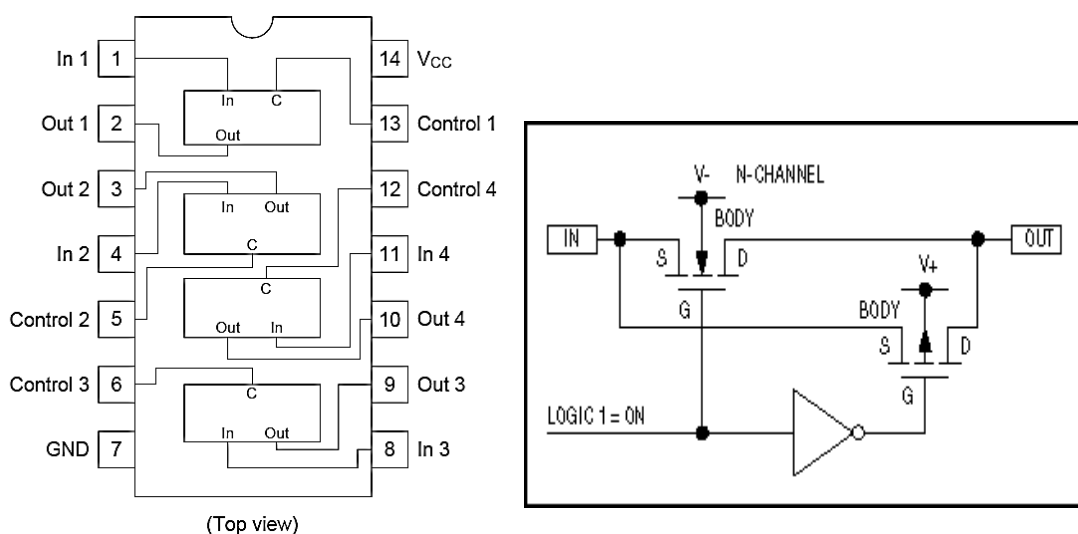 In 1 1 14 VCC
In C
Out 1 2 13 Control 1
Out
Out 2 3 12 Control 4
In Out
In 2 4 11 In 4
C
C
Control 2 5 10 Out 4
Out In
Control 3 6 9 Out 3
C
In Out
GND 7 8 In 3
(Top view)
V- N-CHANNEL
BODY
IN OUT
S D
V+
G
BODY
S D
G
LOGIC 1 = ON